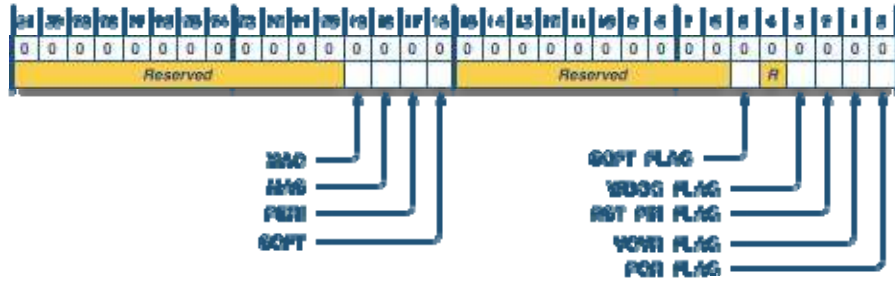 31 30 29 28 27 26 25 24 23 22 21 20 19 18 17 16 15 14 13 12 11 10 9 8 7 6 5 4 3 2 1 0
0 0 0 0 0 0 0 0 0 0 0 0 0 0 0 0 0 0 0 0 0 0 0 0 0 0 0 0 0 0 0 0
Reserved Reserved R
SOFT FLAG
WDOG FLAG
PERI RST PIN FLAG
SOFT
POR FLAG